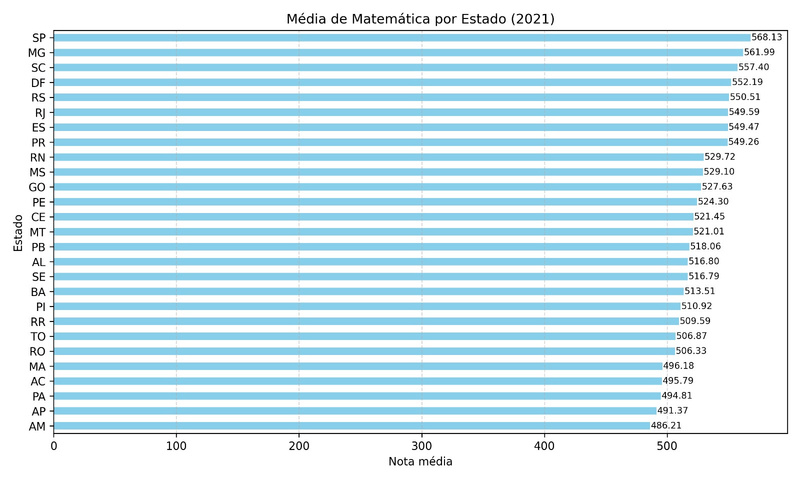 Média de Matemática por Estado (2021)
SP 568.13
MG 561.99
SC 557.40
DF 552.19
RS 550.51
RJ 549.59
ES 549.47
PR 549.26
RN 529.72
MS 529.10
GO 527.63
PE 524.30
CE 521.45
MT 521.01
PB 518.06
AL 516.80
SE 516.79
BA 513.51
PI 510.92
RR 509.59
TO 506.87
RO 506.33
MA 496.18
AC 495.79
PA 494.81
AP 491.37
AM 486.21
Estado
0 100 200 300 400 500
Nota média